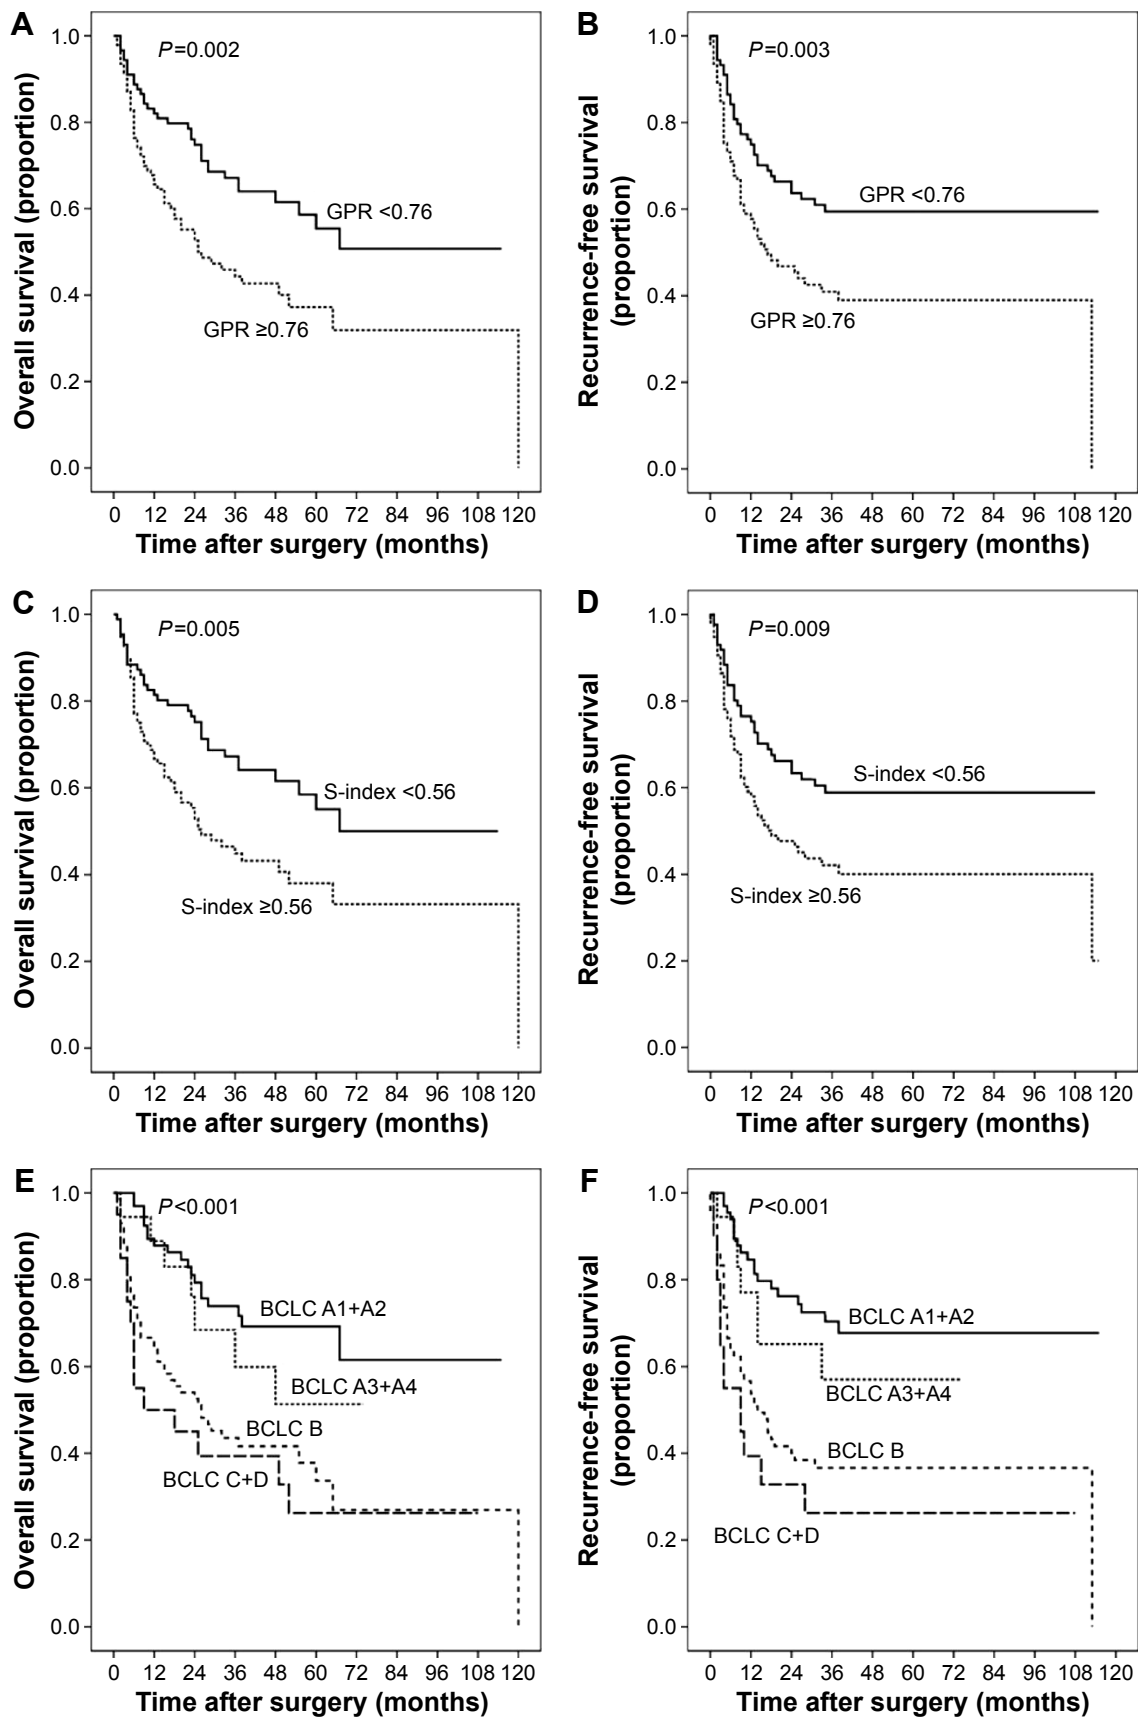 A
P=0.002
Overall survival (proportion)
1.0
0.8
0.6
0.4
0.2
0.0
GPR <0.76
GPR ≥0.76
0 12 24 36 48 60 72 84 96 108 120
Time after surgery (months)
B
P=0.003
Recurrence-free survival
(proportion)
1.0
0.8
0.6
0.4
0.2
0.0
GPR <0.76
GPR ≥0.76
0 12 24 36 48 60 72 84 96 108 120
Time after surgery (months)
C
P=0.005
Overall survival (proportion)
1.0
0.8
0.6
0.4
0.2
0.0
S-index <0.56
S-index ≥0.56
0 12 24 36 48 60 72 84 96 108 120
Time after surgery (months)
D
P=0.009
Recurrence-free survival
(proportion)
1.0
0.8
0.6
0.4
0.2
0.0
S-index <0.56
S-index ≥0.56
0 12 24 36 48 60 72 84 96 108 120
Time after surgery (months)
E
P<0.001
Overall survival (proportion)
1.0
0.8
0.6
0.4
0.2
0.0
BCLC A1+A2
BCLC A3+A4
BCLC B
BCLC C+D
0 12 24 36 48 60 72 84 96 108 120
Time after surgery (months)
F
P<0.001
Recurrence-free survival
(proportion)
1.0
0.8
0.6
0.4
0.2
0.0
BCLC A1+A2
BCLC A3+A4
BCLC B
BCLC C+D
0 12 24 36 48 60 72 84 96 108 120
Time after surgery (months)